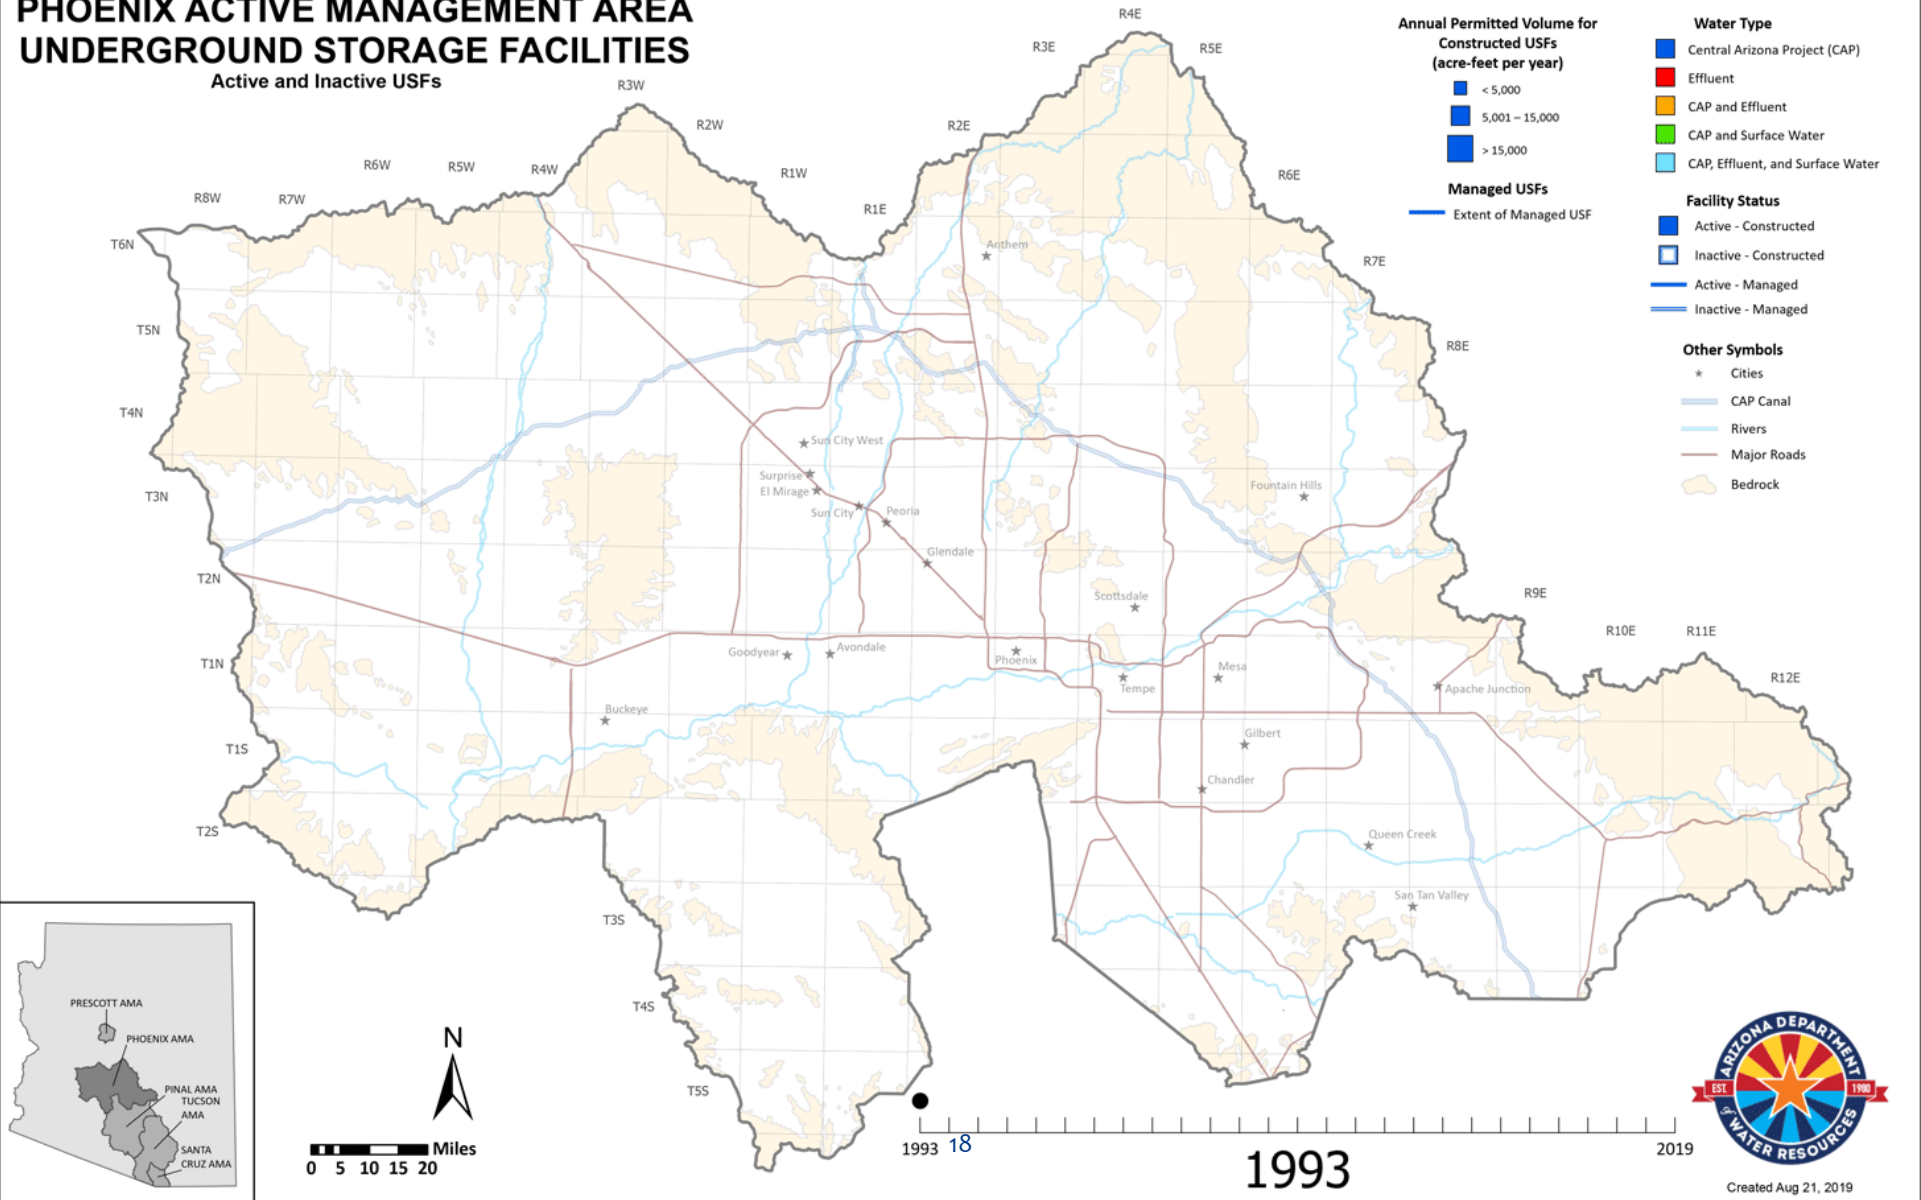 PHOENIX ACTIVE MANAGEMENT AREA
UNDERGROUND STORAGE FACILITIES
Active and Inactive USFs
R4E
R3E
R5E
R3W
R2W
R2E
R6W
R5W
R4W
R1W
R6E
R8W
R7W
R1E
T6N
R7E
T5N
R8E
T4N
T3N
T2N
R9E
R10E
R11E
T1N
R12E
T1S
T2S
T3S
T4S
T5S
Anthem
Sun City West
Surprise
El Mirage
Sun City
Peoria
Fountain Hills
Glendale
Scottsdale
Goodyear
Avondale
Phoenix
Mesa
Tempe
Apache Junction
Buckeye
Gilbert
Chandler
Queen Creek
San Tan Valley
Annual Permitted Volume for
Constructed USFs
(acre-feet per year)
< 5,000
5,001 – 15,000
> 15,000
Managed USFs
Extent of Managed USF
Water Type
Central Arizona Project (CAP)
Effluent
CAP and Effluent
CAP and Surface Water
CAP, Effluent, and Surface Water
Facility Status
Active - Constructed
Inactive - Constructed
Active - Managed
Inactive - Managed
Other Symbols
Cities
CAP Canal
Rivers
Major Roads
Bedrock
PRESCOTT AMA
PHOENIX AMA
PINAL AMA
TUCSON
AMA
SANTA
CRUZ AMA
N
Miles
0 5 10 15 20
1993 18 2019
1993
ARIZONA DEPARTMENT
EST. 1980
of WATER RESOURCES
Created Aug 21, 2019